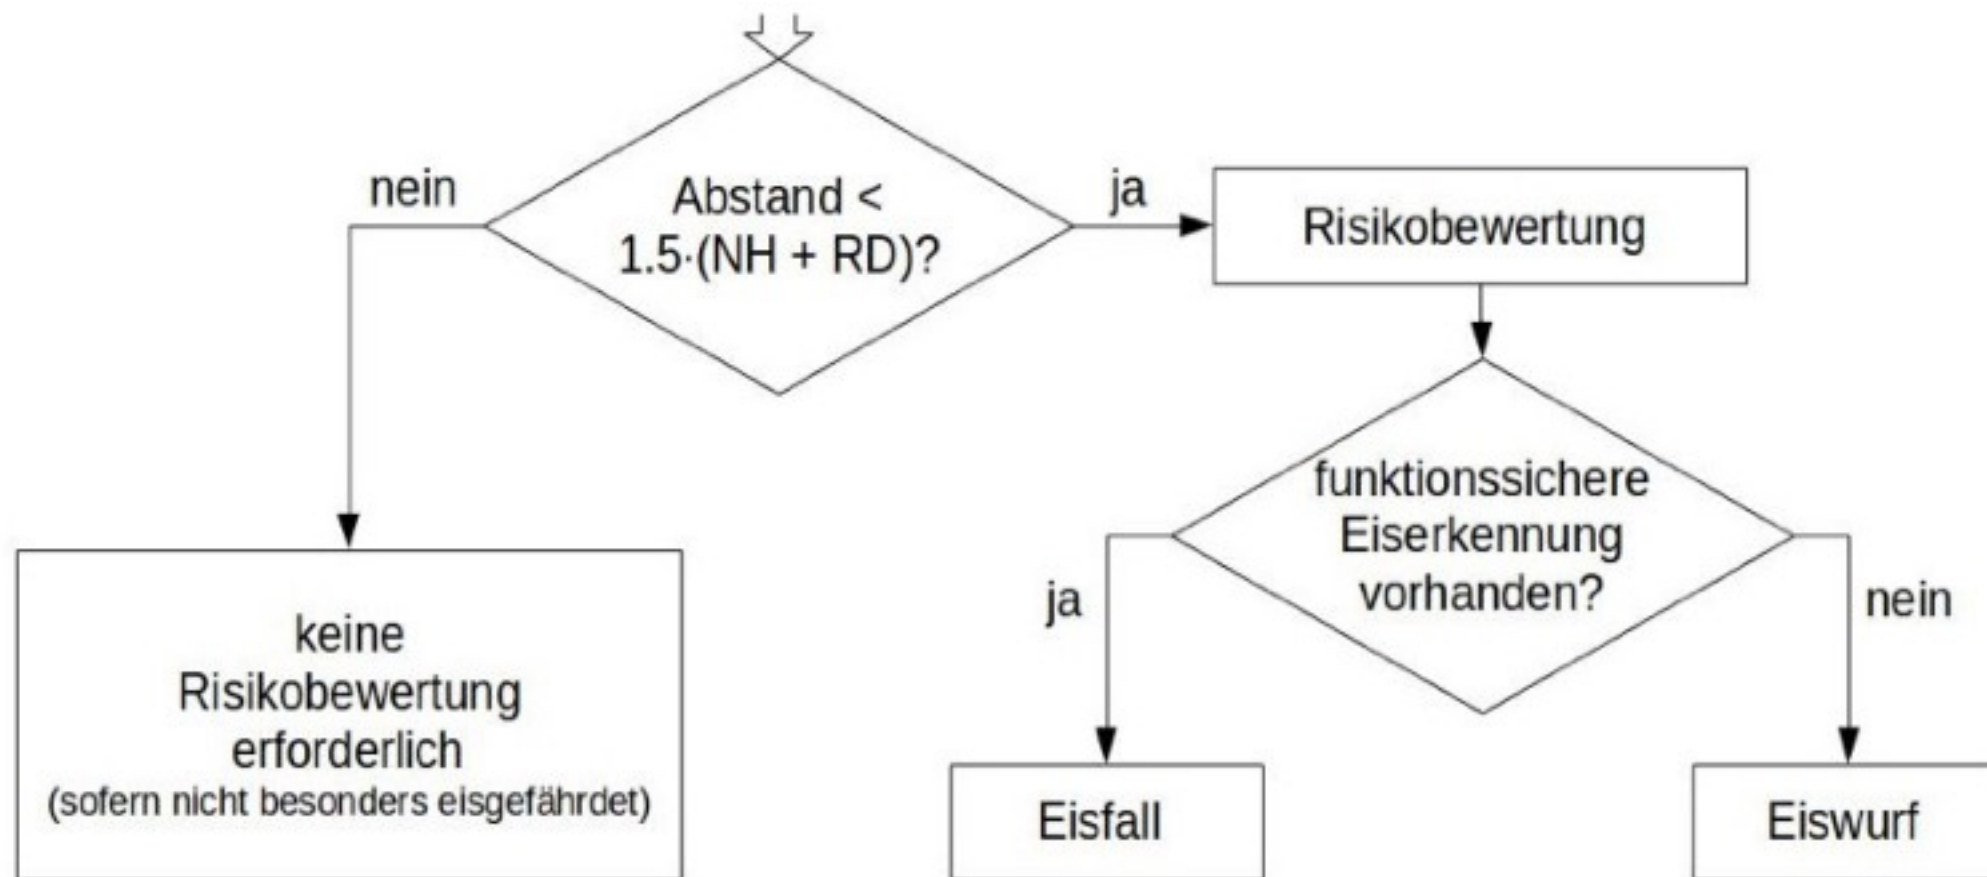 nein
Abstand <
1.5·(NH + RD)?
ja
Risikobewertung
funktionssichere
Eiserkennung
vorhanden?
ja
nein
keine
Risikobewertung
erforderlich
(sofern nicht besonders eisgefährdet)
Eisfall
Eiswurf